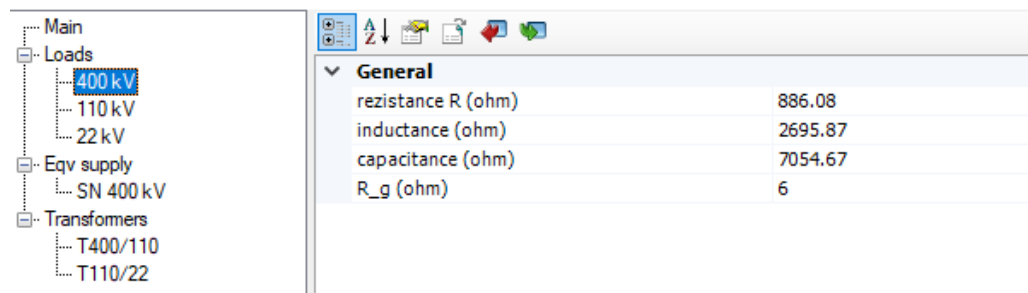 Main
Loads
400 kV
110 kV
22 kV
Eqv supply
SN 400 kV
Transformers
T400/110
T110/22
General
rezistance R (ohm) 886.08
inductance (ohm) 2695.87
capacitance (ohm) 7054.67
R_g (ohm) 6